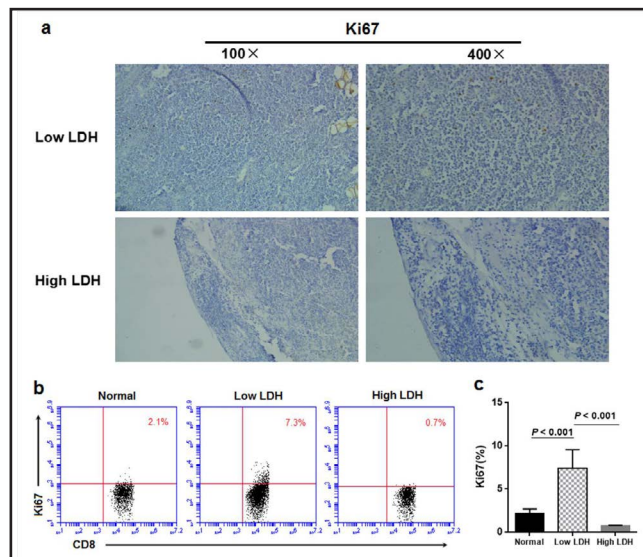 a
Ki67
100× 400×
Low LDH
High LDH
b
Normal Low LDH High LDH
2.1% 7.3% 0.7%
Ki67
CD8
c
P < 0.001
P < 0.001
15
10
5
0
Ki67(%)
Normal Low LDH High LDH